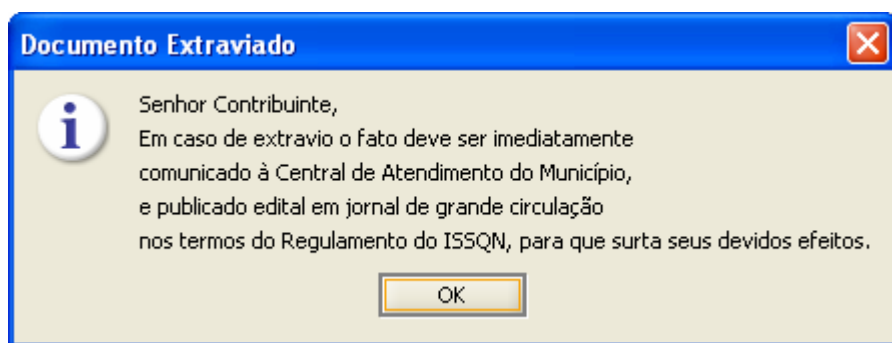 Documento Extraviado
Senhor Contribuinte,
Em caso de extravio o fato deve ser imediatamente
comunicado à Central de Atendimento do Município,
e publicado edital em jornal de grande circulação
nos termos do Regulamento do ISSQN, para que surta seus devidos efeitos.
OK